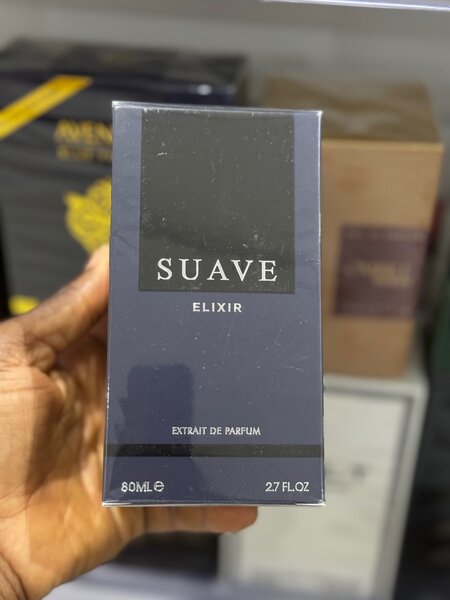 SUAVE
ELIXIR
EXTRAIT DE PARFUM
80ML℮ 2.7 FL.OZ